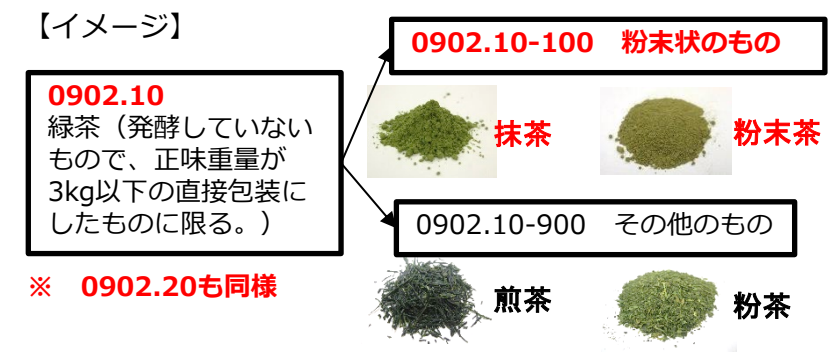 【イメージ】
0902.10-100　粉末状のもの
0902.10
緑茶（発酵していない
もので、正味重量が
3kg以下の直接包装に
したものに限る。）
抹茶
粉末茶
0902.10-900　その他のもの
※　0902.20も同様
煎茶
粉茶